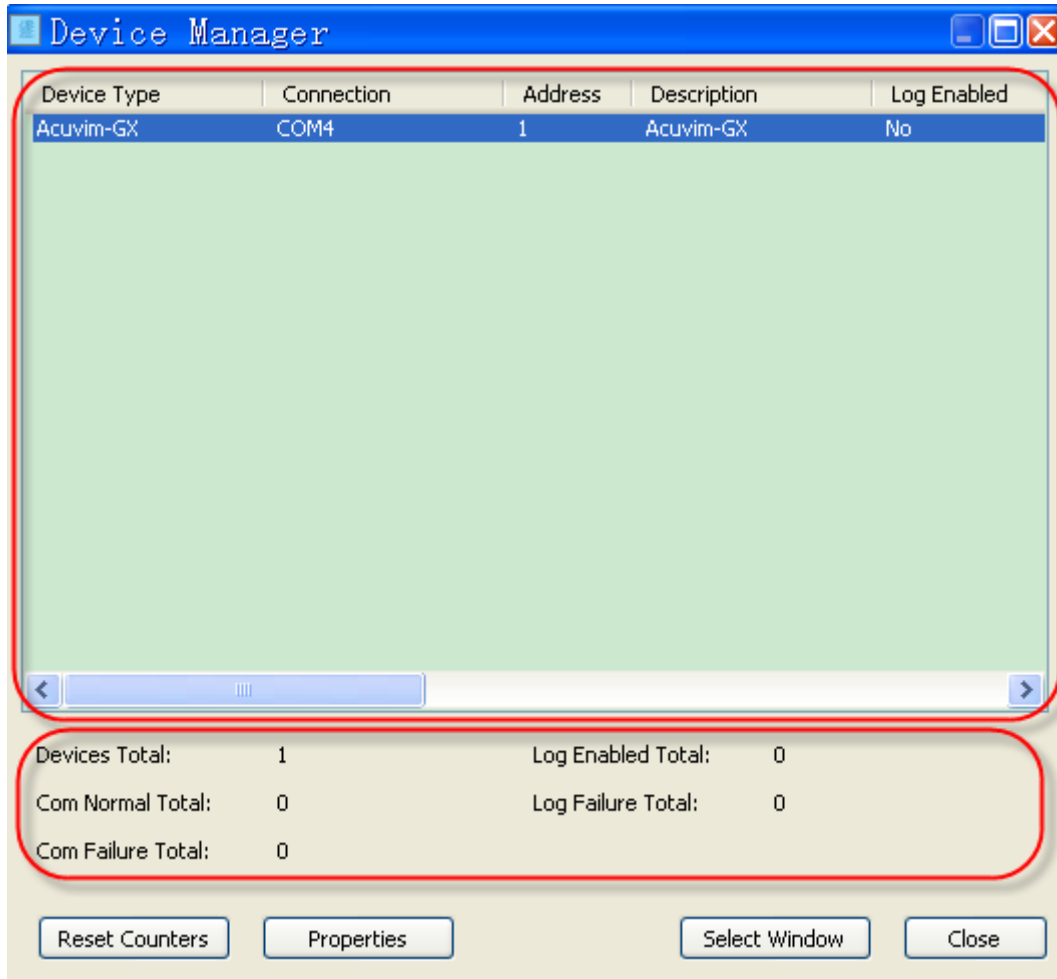 Device Manager
Device Type Connection Address Description Log Enabled
Acuvim-GX COM4 1 Acuvim-GX No
Devices Total: 1 Log Enabled Total: 0
Com Normal Total: 0 Log Failure Total: 0
Com Failure Total: 0
Reset Counters Properties Select Window Close